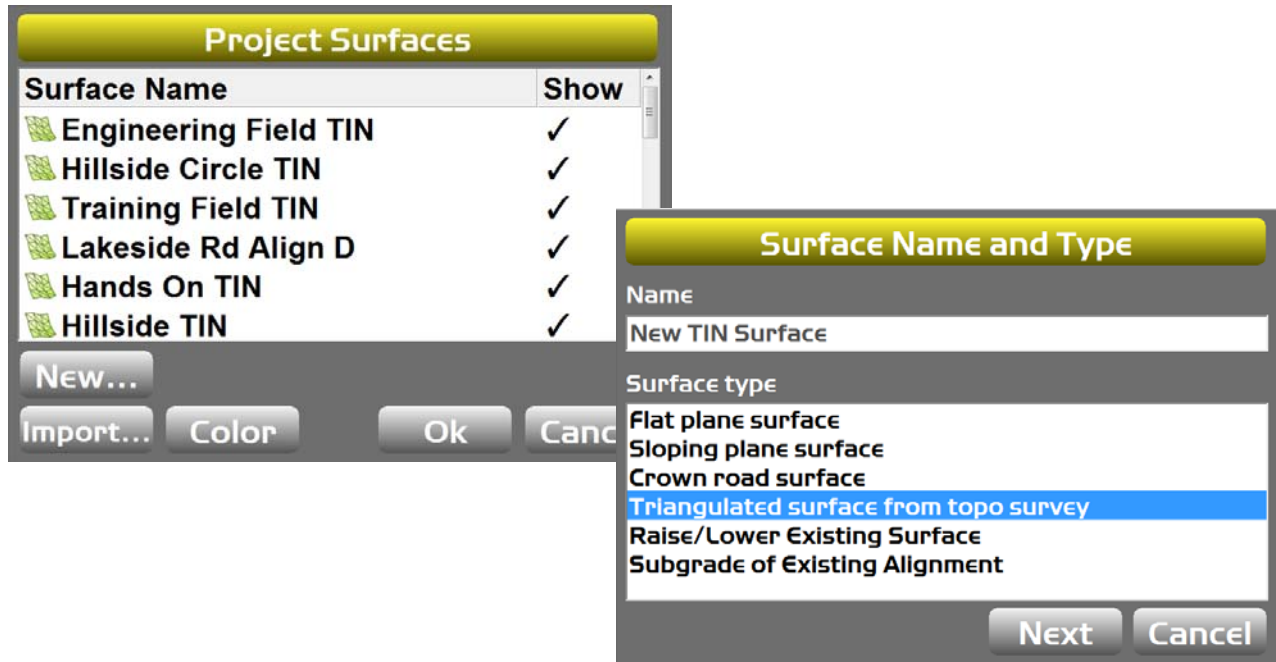 Project Surfaces
Surface Name Show
Engineering Field TIN ✓
Hillside Circle TIN ✓
Training Field TIN ✓
Lakeside Rd Align D ✓
Hands On TIN ✓
Hillside TIN ✓
New...
Import... Color Ok Canc
Surface Name and Type
Name
New TIN Surface
Surface type
Flat plane surface
Sloping plane surface
Crown road surface
Triangulated surface from topo survey
Raise/Lower Existing Surface
Subgrade of Existing Alignment
Next Cancel